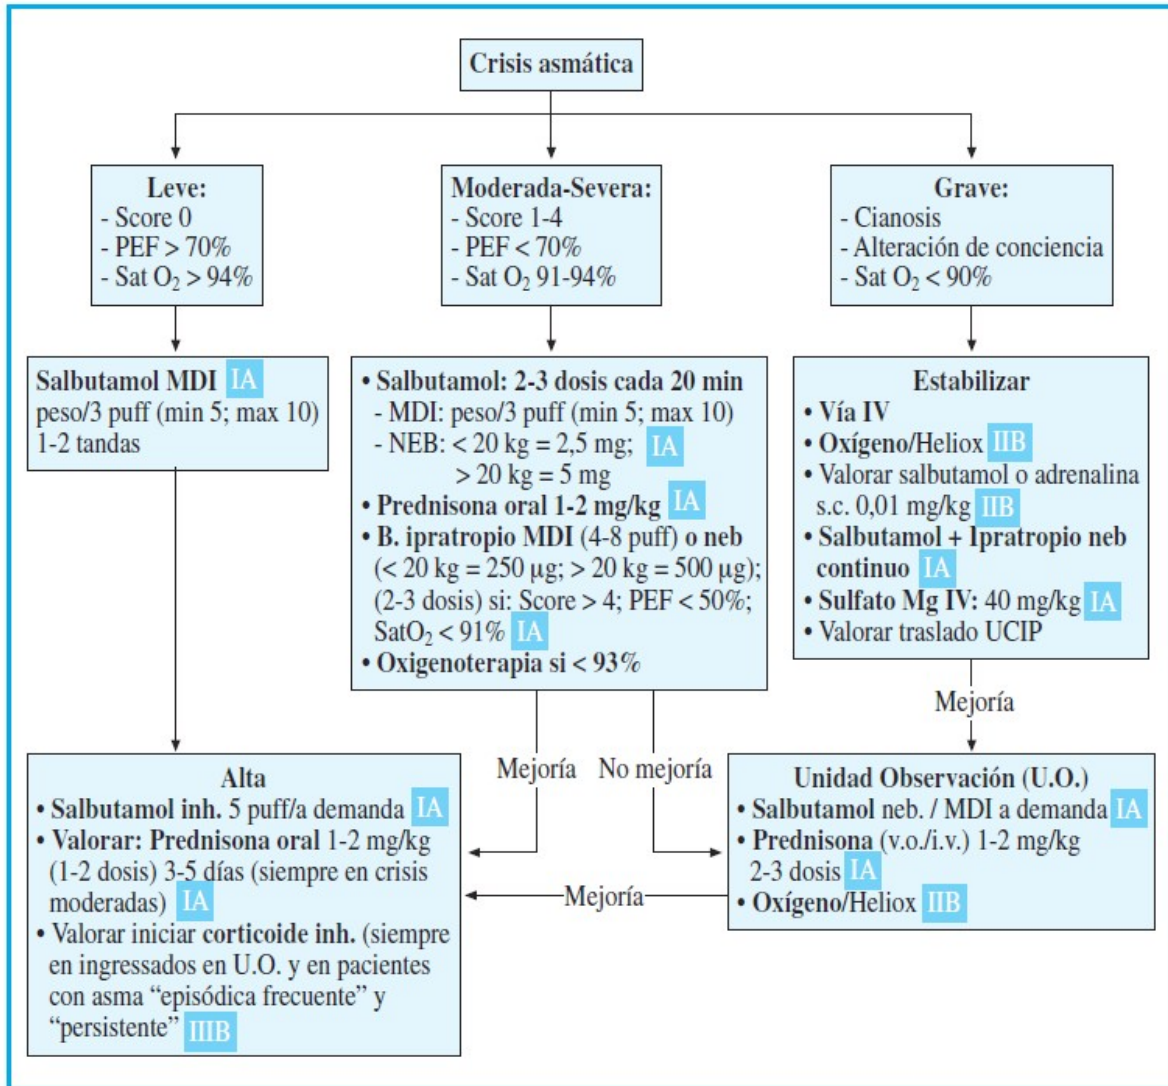 Crisis asmática
Leve:
- Score 0
- PEF > 70%
- Sat O₂ > 94%
Moderada-Severa:
- Score 1-4
- PEF < 70%
- Sat O₂ 91-94%
Grave:
- Cianosis
- Alteración de conciencia
- Sat O₂ < 90%
Salbutamol MDI IA
peso/3 puff (min 5; max 10)
1-2 tandas
• Salbutamol: 2-3 dosis cada 20 min
- MDI: peso/3 puff (min 5; max 10)
- NEB: < 20 kg = 2,5 mg; IA
> 20 kg = 5 mg
• Prednisona oral 1-2 mg/kg IA
• B. ipratropio MDI (4-8 puff) o neb
(< 20 kg = 250 µg; > 20 kg = 500 µg);
(2-3 dosis) si: Score > 4; PEF < 50%;
SatO₂ < 91% IA
• Oxigenoterapia si < 93%
Estabilizar
• Vía IV
• Oxígeno/Heliox IIB
• Valorar salbutamol o adrenalina
s.c. 0,01 mg/kg IIB
• Salbutamol + Ipratropio neb
continuo IA
• Sulfato Mg IV: 40 mg/kg IA
• Valorar traslado UCIP
Mejoría
Mejoría
No mejoría
Alta
• Salbutamol inh. 5 puff/a demanda IA
• Valorar: Prednisona oral 1-2 mg/kg
(1-2 dosis) 3-5 días (siempre en crisis
moderadas) IA
• Valorar iniciar corticoide inh. (siempre
en ingressados en U.O. y en pacientes
con asma “episódica frecuente” y
“persistente” IIIB
Mejoría
Unidad Observación (U.O.)
• Salbutamol neb. / MDI a demanda IA
• Prednisona (v.o./i.v.) 1-2 mg/kg
2-3 dosis IA
• Oxígeno/Heliox IIB